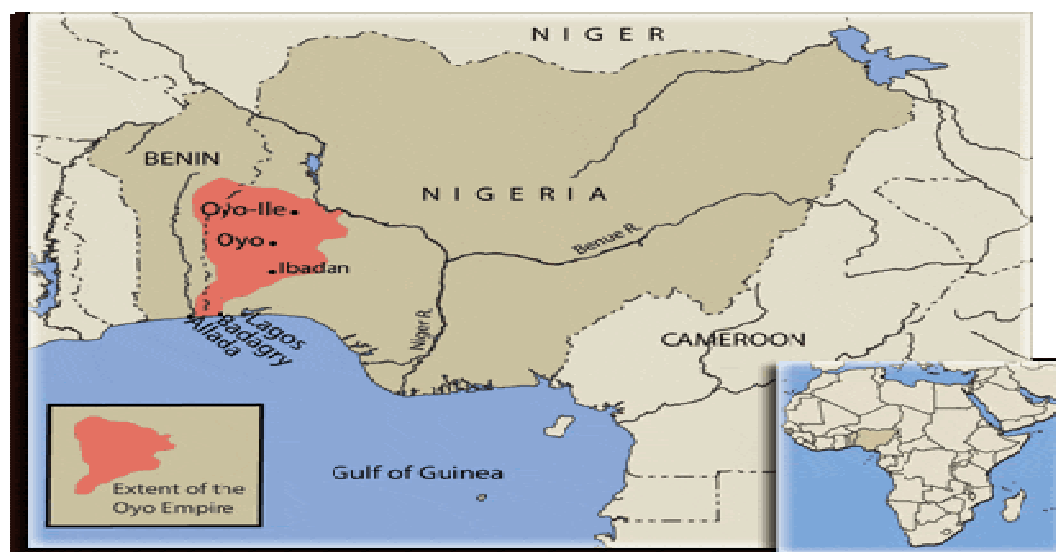 NIGER
BENIN
NIGERIA
Oyo-Ile
Oyo
Ibadan
Benue R.
Niger R.
Lagos
Badagry
Allada
CAMEROON
Gulf of Guinea
Extent of the
Oyo Empire